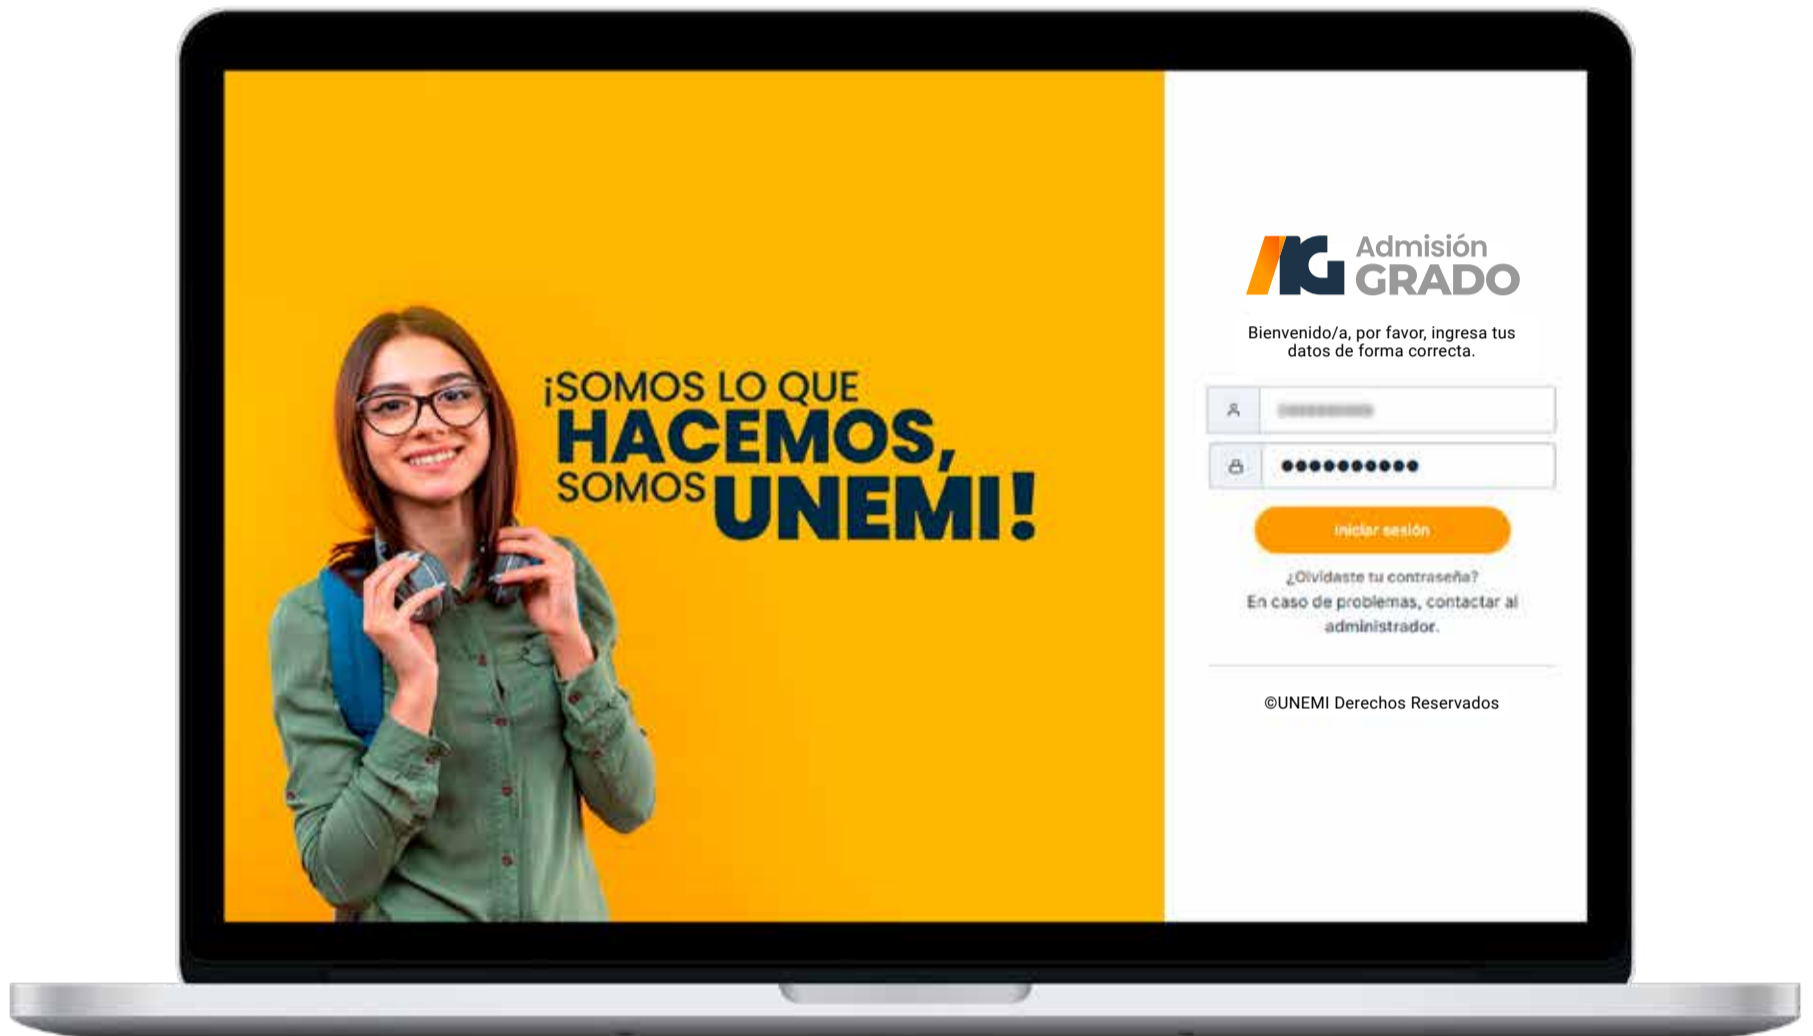 ¡SOMOS LO QUE
HACEMOS,
SOMOS UNEMI!
Admisión
GRADO
Bienvenido/a, por favor, ingresa tus
datos de forma correcta.
Iniciar sesión
¿Olvidaste tu contraseña?
En caso de problemas, contactar al
administrador.
©UNEMI Derechos Reservados